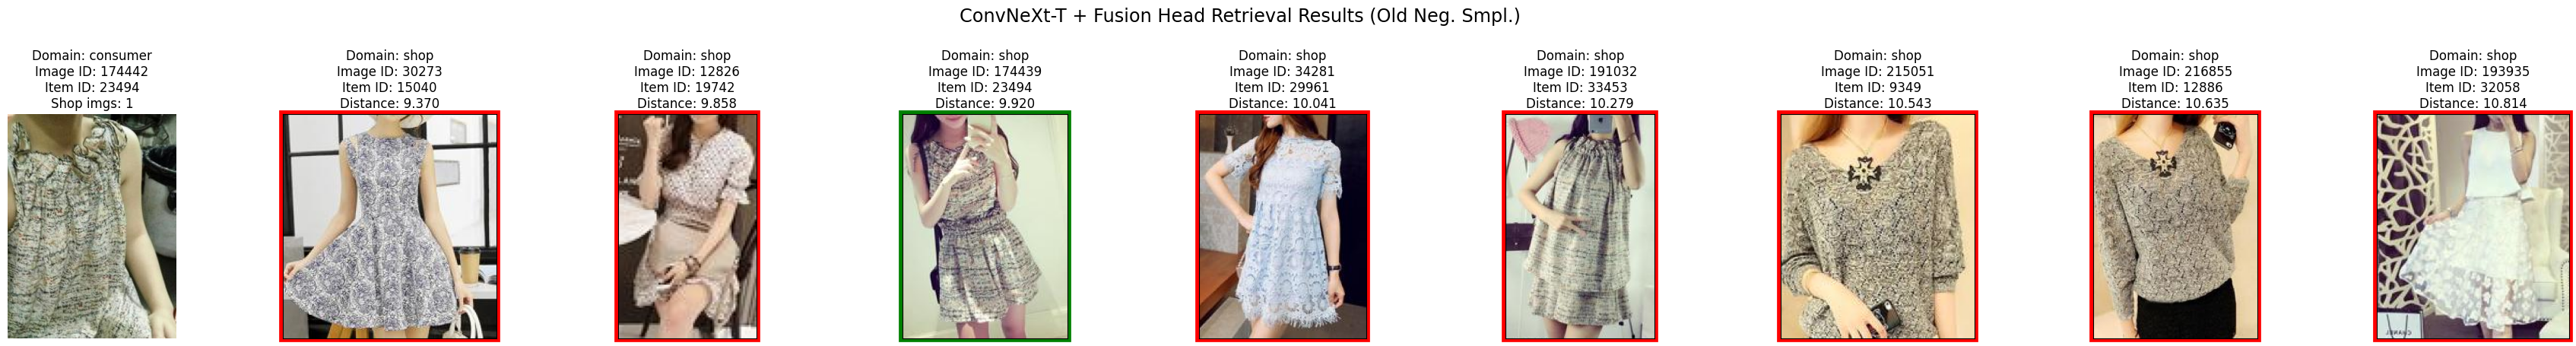 ConvNeXt-T + Fusion Head Retrieval Results (Old Neg. Smpl.)
Domain: consumer
Image ID: 174442
Item ID: 23494
Shop imgs: 1
Domain: shop
Image ID: 30273
Item ID: 15040
Distance: 9.370
Domain: shop
Image ID: 12826
Item ID: 19742
Distance: 9.858
Domain: shop
Image ID: 174439
Item ID: 23494
Distance: 9.920
Domain: shop
Image ID: 34281
Item ID: 29961
Distance: 10.041
Domain: shop
Image ID: 191032
Item ID: 33453
Distance: 10.279
Domain: shop
Image ID: 215051
Item ID: 9349
Distance: 10.543
Domain: shop
Image ID: 216855
Item ID: 12886
Distance: 10.635
Domain: shop
Image ID: 193935
Item ID: 32058
Distance: 10.814
CHANEL